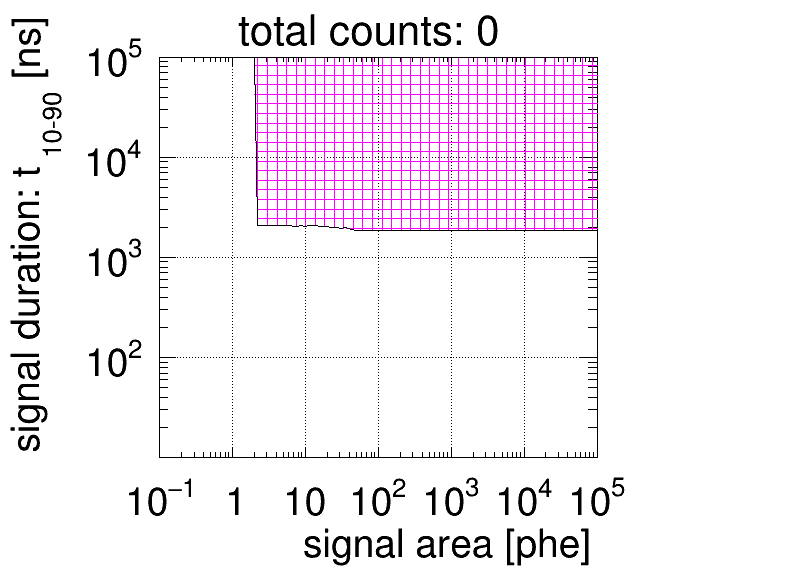 total counts: 0
signal duration: t 10-90 [ns]
10^5
10^4
10^3
10^2
10^−1 1 10 10^2 10^3 10^4 10^5
signal area [phe]